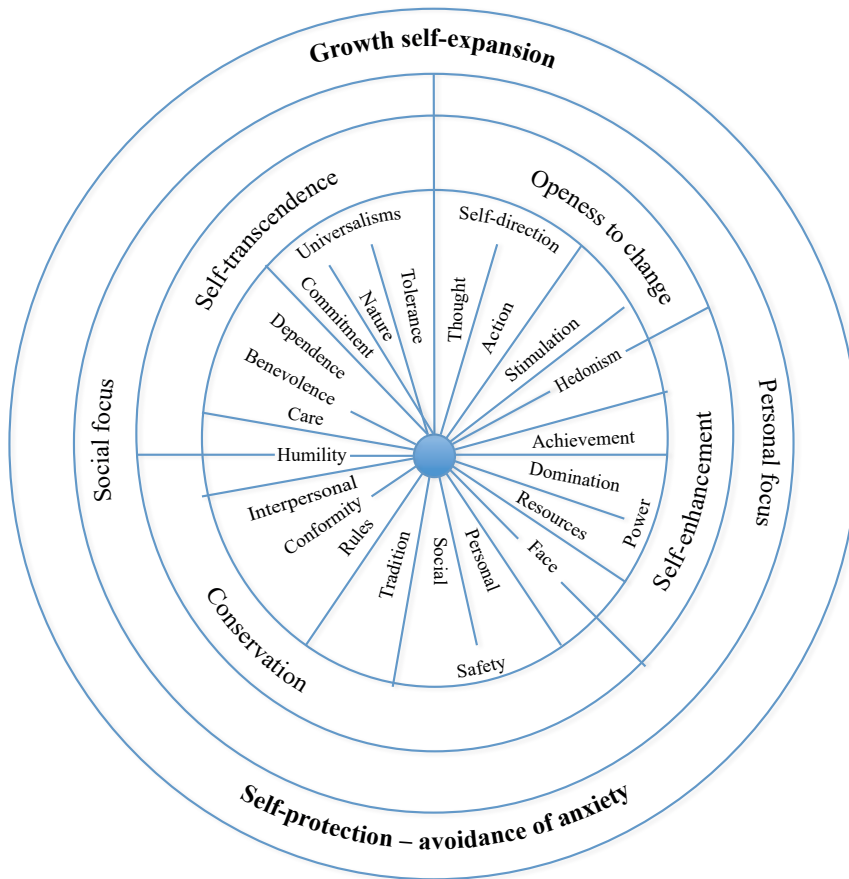 Growth self-expansion
Self-transcendence
Openess to change
Universalisms
Self-direction
Commitment
Nature
Tolerance
Thought
Action
Stimulation
Hedonism
Dependence
Benevolence
Care
Humility
Achievement
Domination
Resources
Power
Face
Interpersonal
Conformity
Rules
Tradition
Social
Personal
Safety
Social focus
Personal focus
Self-enhancement
Conservation
Self-protection – avoidance of anxiety